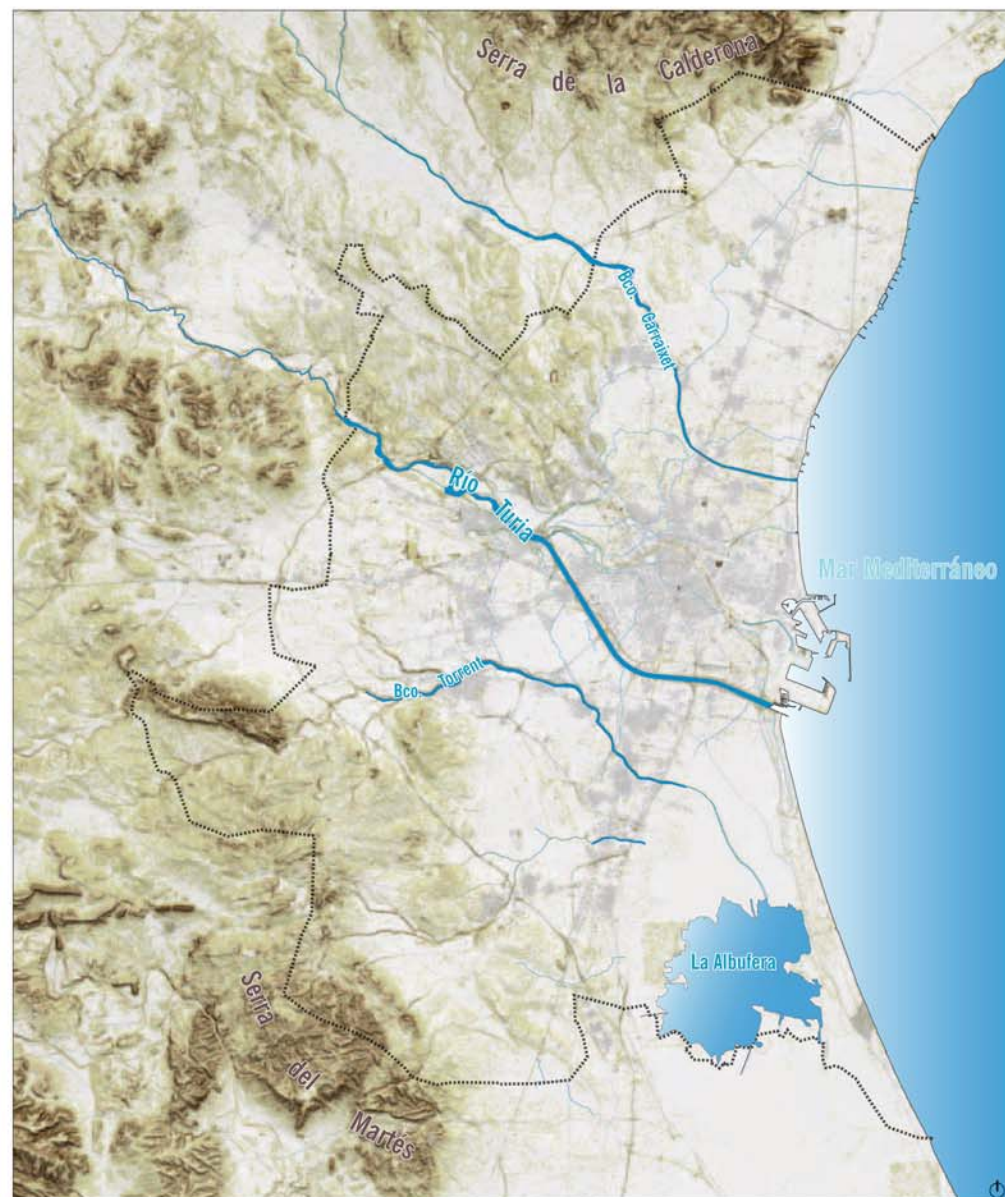 Serra de la Calderona
Bco. Carraixet
Río Turia
Mar Mediterráneo
Bco. Torrent
La Albufera
Serra del Martés